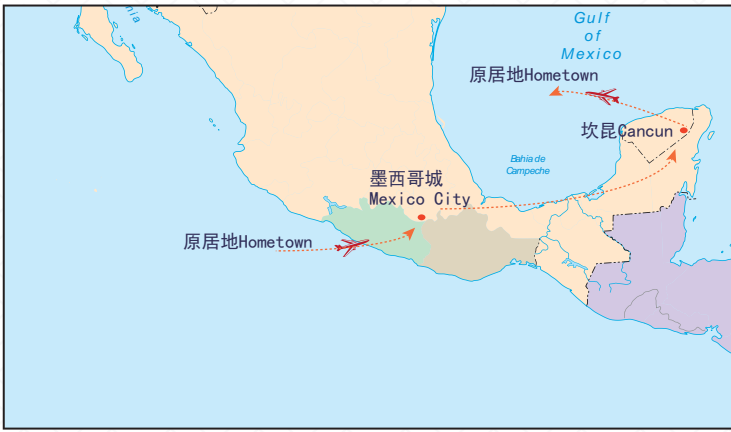 nia
Gulf
of
Mexico
原居地Hometown
坎昆Cancun
Bahia de
Campeche
墨西哥城
Mexico City
原居地Hometown